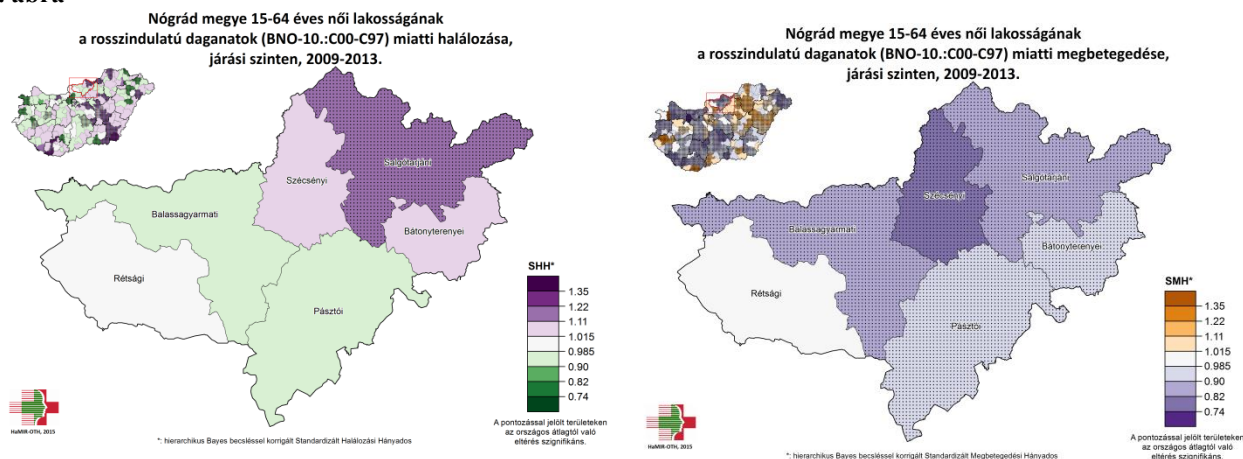 Nógrád megye 15-64 éves női lakosságának
a rosszindulatú daganatok (BNO-10.:C00-C97) miatti halálozása,
járási szinten, 2009-2013.
Salgótarjáni
Szécsényi
Balassagyarmati
Bátonyterenyei
Rétsági
Pásztói
SHH*
1.35
1.22
1.11
1.015
0.985
0.90
0.82
0.74
HaMIR-OTH, 2015
A pontozással jelölt területeken
az országos átlagtól való
eltérés szignifikáns.
*: hierarchikus Bayes becsléssel korrigált Standardizált Halálozási Hányados
Nógrád megye 15-64 éves női lakosságának
a rosszindulatú daganatok (BNO-10.:C00-C97) miatti megbetegedése,
járási szinten, 2009-2013.
Salgótarjáni
Szécsényi
Balassagyarmati
Bátonyterenyei
Rétsági
Pásztói
SMH*
1.35
1.22
1.11
1.015
0.985
0.90
0.82
0.74
HaMIR-OTH, 2015
A pontozással jelölt területeken
az országos átlagtól való
eltérés szignifikáns.
*: hierarchikus Bayes becsléssel korrigált Standardizált Megbetegedési Hányados